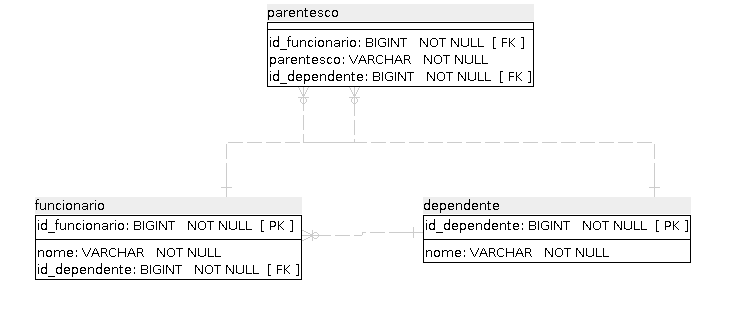 parentesco
id_funcionario: BIGINT NOT NULL [ FK ]
parentesco: VARCHAR NOT NULL
id_dependente: BIGINT NOT NULL [ FK ]
funcionario
id_funcionario: BIGINT NOT NULL [ PK ]
nome: VARCHAR NOT NULL
id_dependente: BIGINT NOT NULL [ FK ]
dependente
id_dependente: BIGINT NOT NULL [ PK ]
nome: VARCHAR NOT NULL